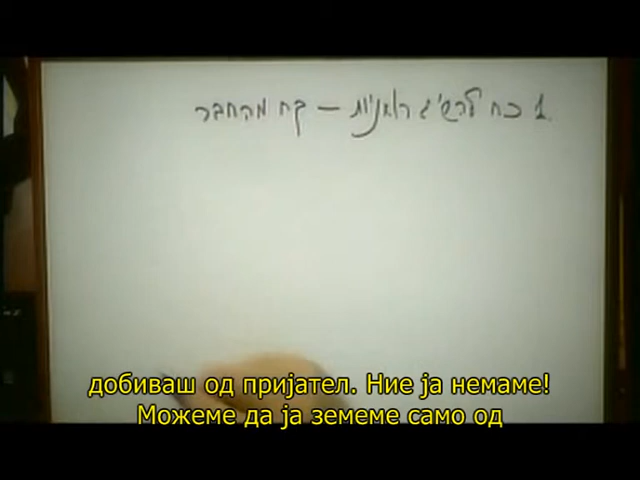 1. כח להשיג רוחניות — קח מהחבר
добиваш од пријател. Ние ја немаме!
Можеме да ја земеме само од